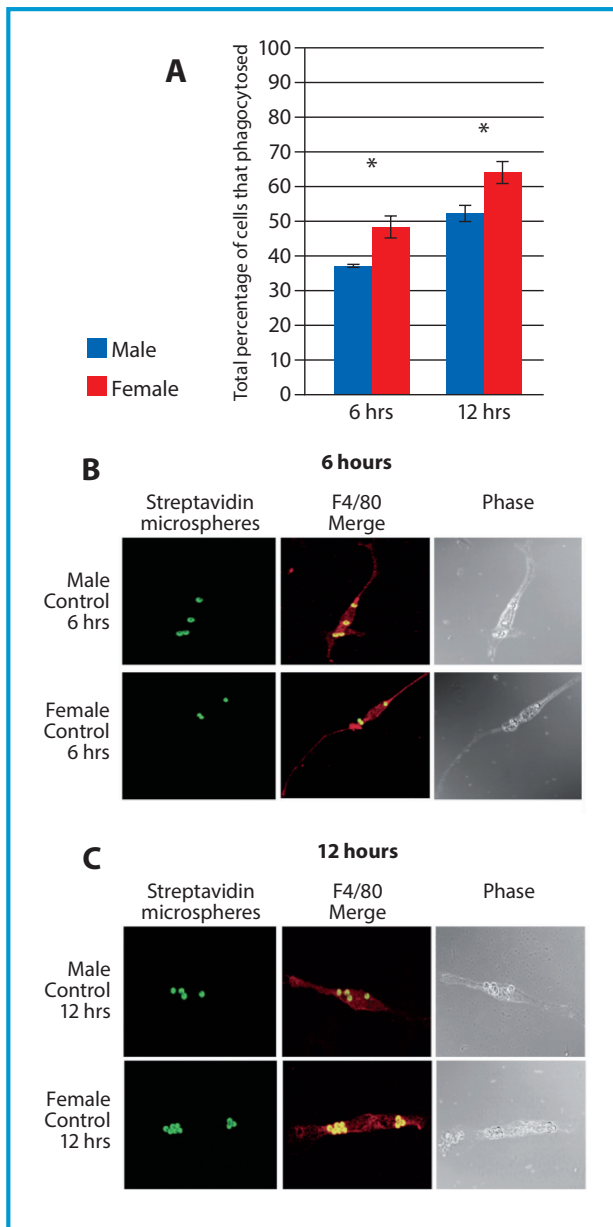 A
Total percentage of cells that phagocytosed
100
90
80
70
60
50
40
30
20
10
0
*
*
6 hrs
12 hrs
Male
Female
B
6 hours
Streptavidin
microspheres
F4/80
Merge
Phase
Male
Control
6 hrs
Female
Control
6 hrs
C
12 hours
Streptavidin
microspheres
F4/80
Merge
Phase
Male
Control
12 hrs
Female
Control
12 hrs